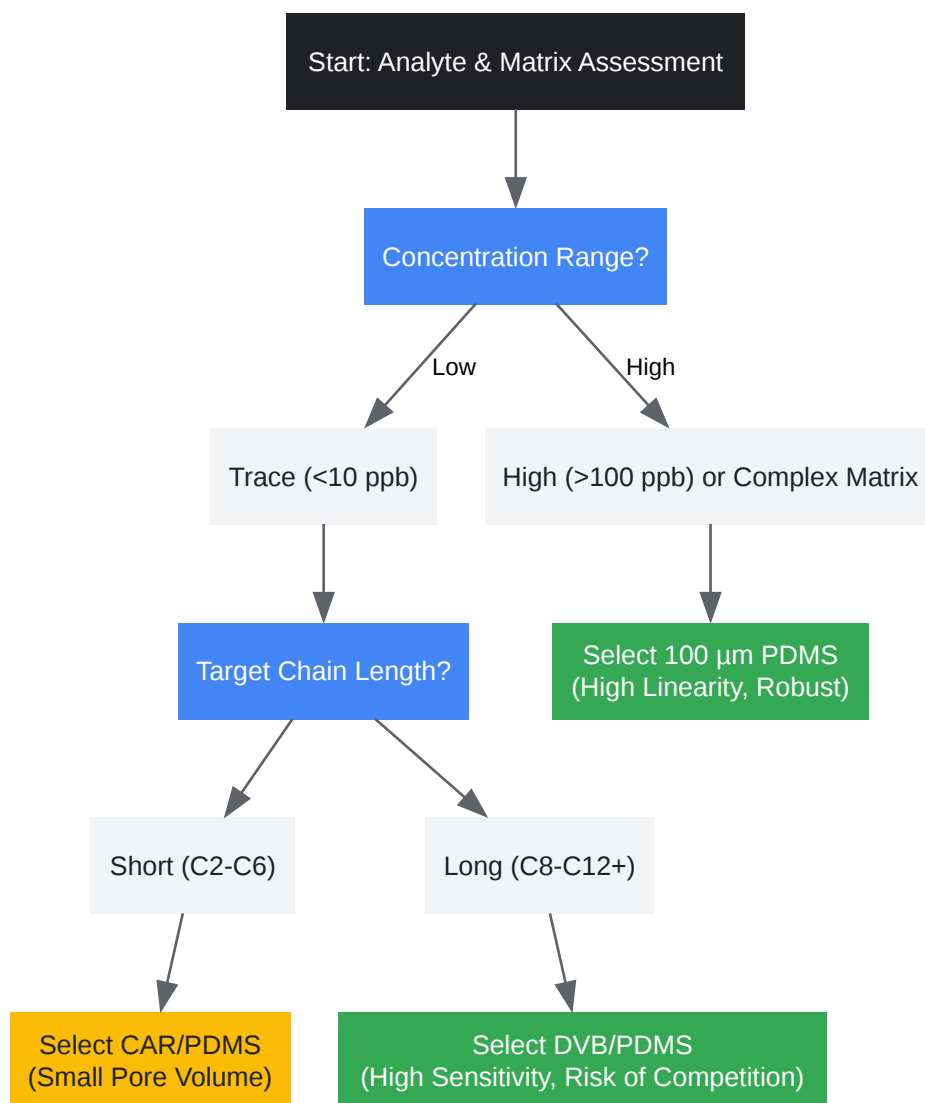 Start: Analyte & Matrix Assessment
Concentration Range?
Low
High
Trace (<10 ppb)
High (>100 ppb) or Complex Matrix
Target Chain Length?
Select 100 µm PDMS
(High Linearity, Robust)
Short (C2-C6)
Long (C8-C12+)
Select CAR/PDMS
(Small Pore Volume)
Select DVB/PDMS
(High Sensitivity, Risk of Competition)